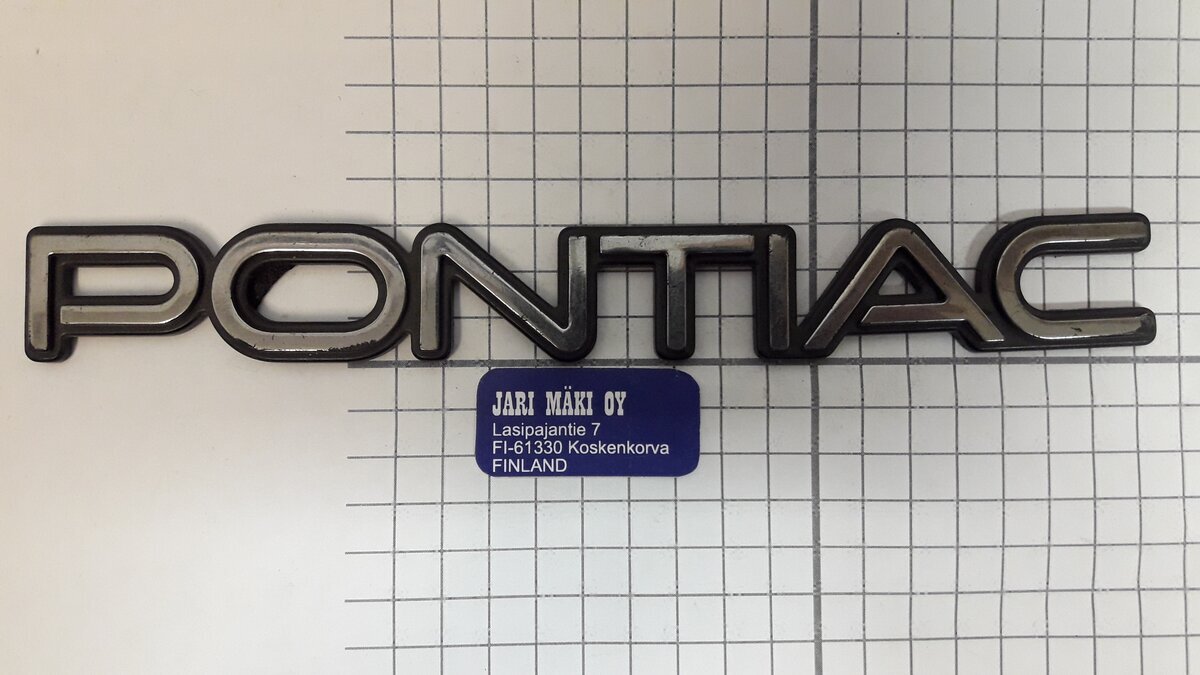 PONTIAC
JARI MÄKI OY
Lasipajantie 7
FI-61330 Koskenkorva
FINLAND